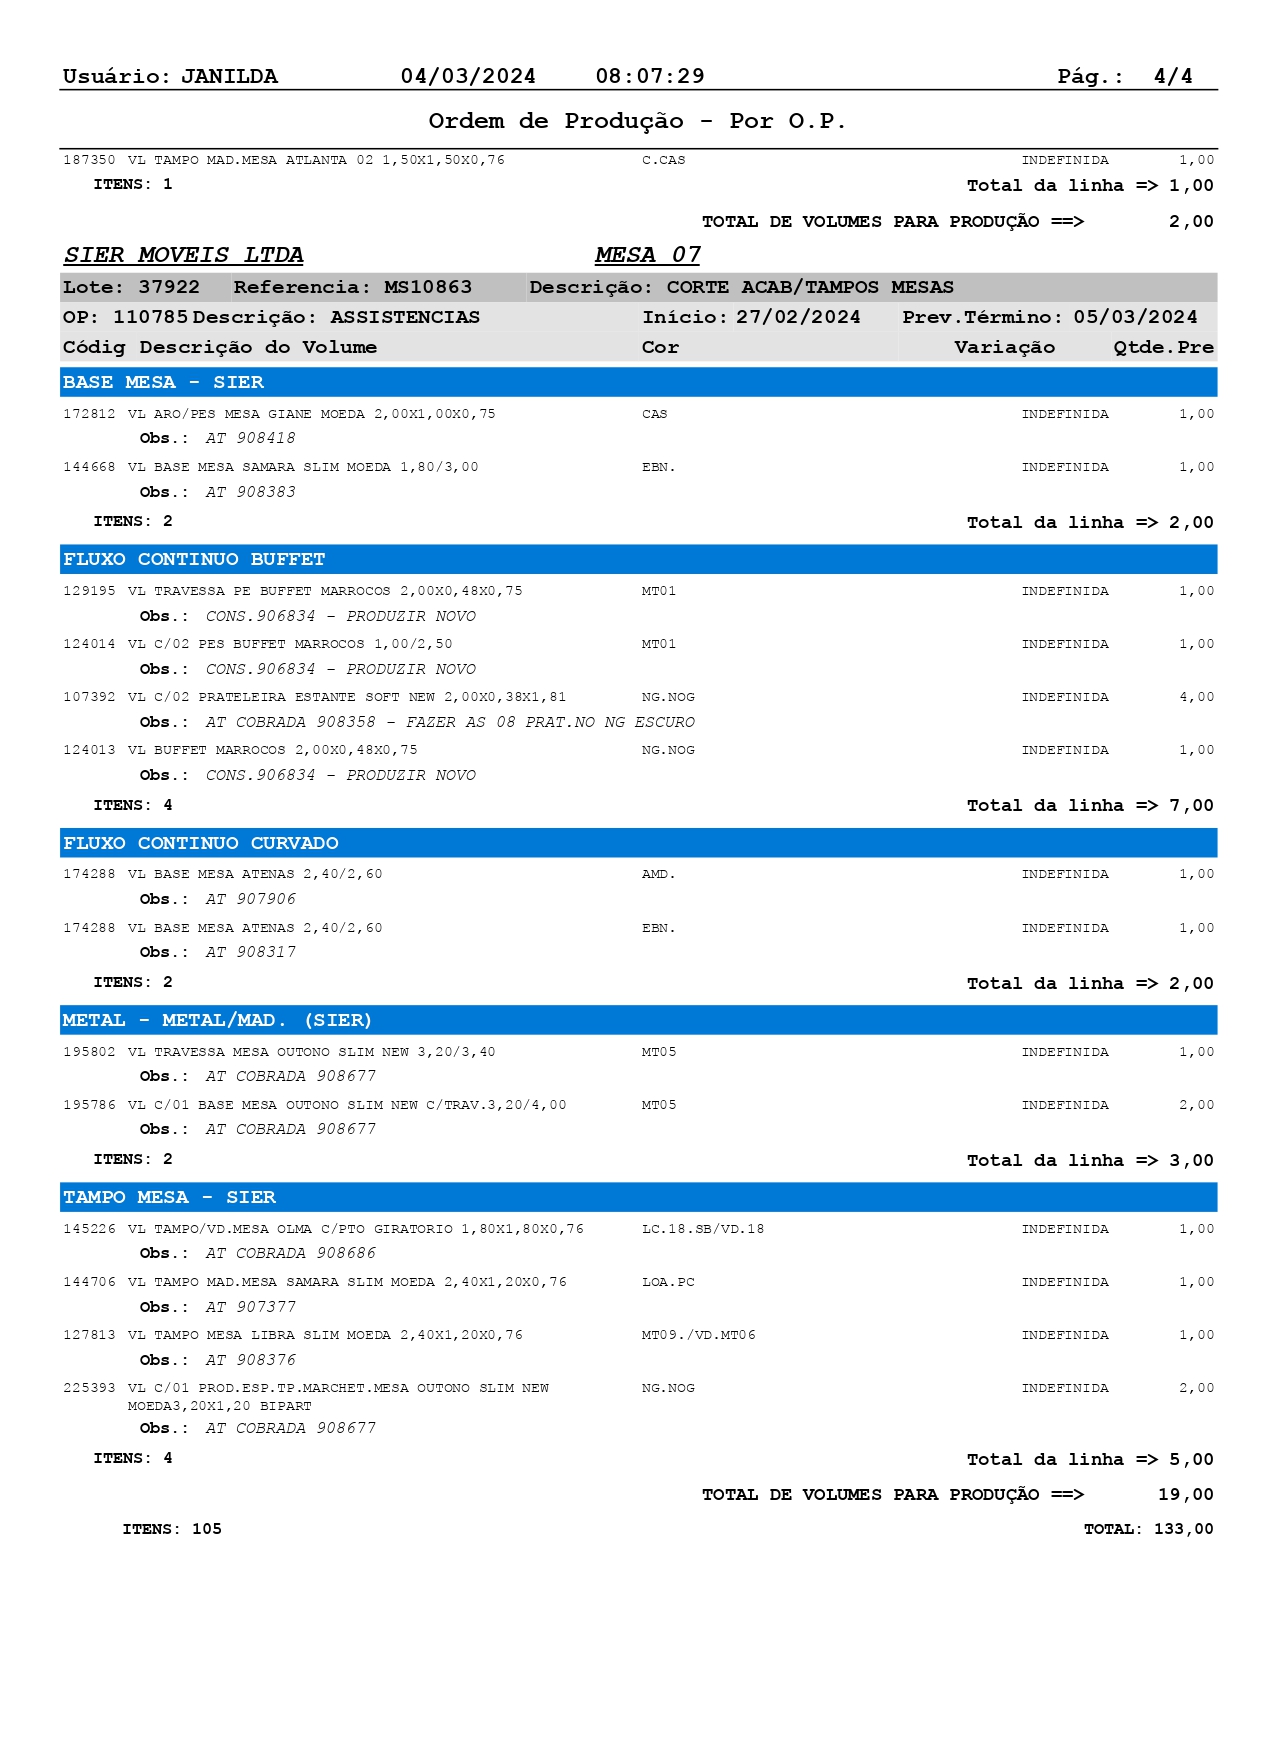 Usuário: JANILDA 04/03/2024 08:07:29 Pág.: 4/4
Ordem de Produção - Por O.P.
187350 VL TAMPO MAD.MESA ATLANTA 02 1,50X1,50X0,76 C.CAS INDEFINIDA 1,00
ITENS: 1 Total da linha => 1,00
TOTAL DE VOLUMES PARA PRODUÇÃO ==> 2,00
SIER MOVEIS LTDA MESA 07
Lote: 37922 Referencia: MS10863 Descrição: CORTE ACAB/TAMPOS MESAS
OP: 110785 Descrição: ASSISTENCIAS Início: 27/02/2024 Prev.Término: 05/03/2024
Códig Descrição do Volume Cor Variação Qtde.Pre
BASE MESA - SIER
172812 VL ARO/PES MESA GIANE MOEDA 2,00X1,00X0,75 CAS INDEFINIDA 1,00
Obs.: AT 908418
144668 VL BASE MESA SAMARA SLIM MOEDA 1,80/3,00 EBN. INDEFINIDA 1,00
Obs.: AT 908383
ITENS: 2 Total da linha => 2,00
FLUXO CONTINUO BUFFET
129195 VL TRAVESSA PE BUFFET MARROCOS 2,00X0,48X0,75 MT01 INDEFINIDA 1,00
Obs.: CONS.906834 - PRODUZIR NOVO
124014 VL C/02 PES BUFFET MARROCOS 1,00/2,50 MT01 INDEFINIDA 1,00
Obs.: CONS.906834 - PRODUZIR NOVO
107392 VL C/02 PRATELEIRA ESTANTE SOFT NEW 2,00X0,38X1,81 NG.NOG INDEFINIDA 4,00
Obs.: AT COBRADA 908358 - FAZER AS 08 PRAT.NO NG ESCURO
124013 VL BUFFET MARROCOS 2,00X0,48X0,75 NG.NOG INDEFINIDA 1,00
Obs.: CONS.906834 - PRODUZIR NOVO
ITENS: 4 Total da linha => 7,00
FLUXO CONTINUO CURVADO
174288 VL BASE MESA ATENAS 2,40/2,60 AMD. INDEFINIDA 1,00
Obs.: AT 907906
174288 VL BASE MESA ATENAS 2,40/2,60 EBN. INDEFINIDA 1,00
Obs.: AT 908317
ITENS: 2 Total da linha => 2,00
METAL - METAL/MAD. (SIER)
195802 VL TRAVESSA MESA OUTONO SLIM NEW 3,20/3,40 MT05 INDEFINIDA 1,00
Obs.: AT COBRADA 908677
195786 VL C/01 BASE MESA OUTONO SLIM NEW C/TRAV.3,20/4,00 MT05 INDEFINIDA 2,00
Obs.: AT COBRADA 908677
ITENS: 2 Total da linha => 3,00
TAMPO MESA - SIER
145226 VL TAMPO/VD.MESA OLMA C/PTO GIRATORIO 1,80X1,80X0,76 LC.18.SB/VD.18 INDEFINIDA 1,00
Obs.: AT COBRADA 908686
144706 VL TAMPO MAD.MESA SAMARA SLIM MOEDA 2,40X1,20X0,76 LOA.PC INDEFINIDA 1,00
Obs.: AT 907377
127813 VL TAMPO MESA LIBRA SLIM MOEDA 2,40X1,20X0,76 MT09./VD.MT06 INDEFINIDA 1,00
Obs.: AT 908376
225393 VL C/01 PROD.ESP.TP.MARCHET.MESA OUTONO SLIM NEW NG.NOG INDEFINIDA 2,00
MOEDA3,20X1,20 BIPART
Obs.: AT COBRADA 908677
ITENS: 4 Total da linha => 5,00
TOTAL DE VOLUMES PARA PRODUÇÃO ==> 19,00
ITENS: 105 TOTAL: 133,00